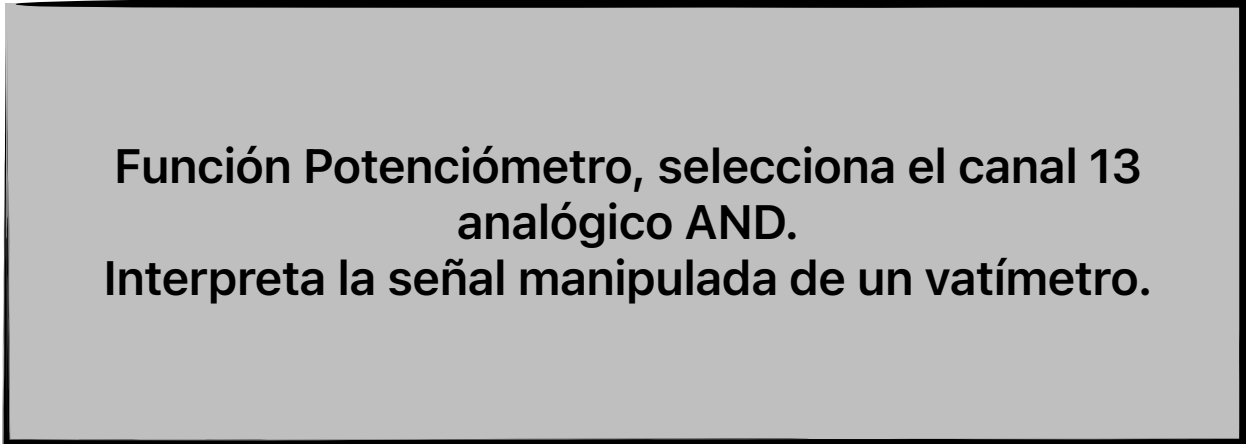 Función Potenciómetro, selecciona el canal 13
analógico AND.
Interpreta la señal manipulada de un vatímetro.